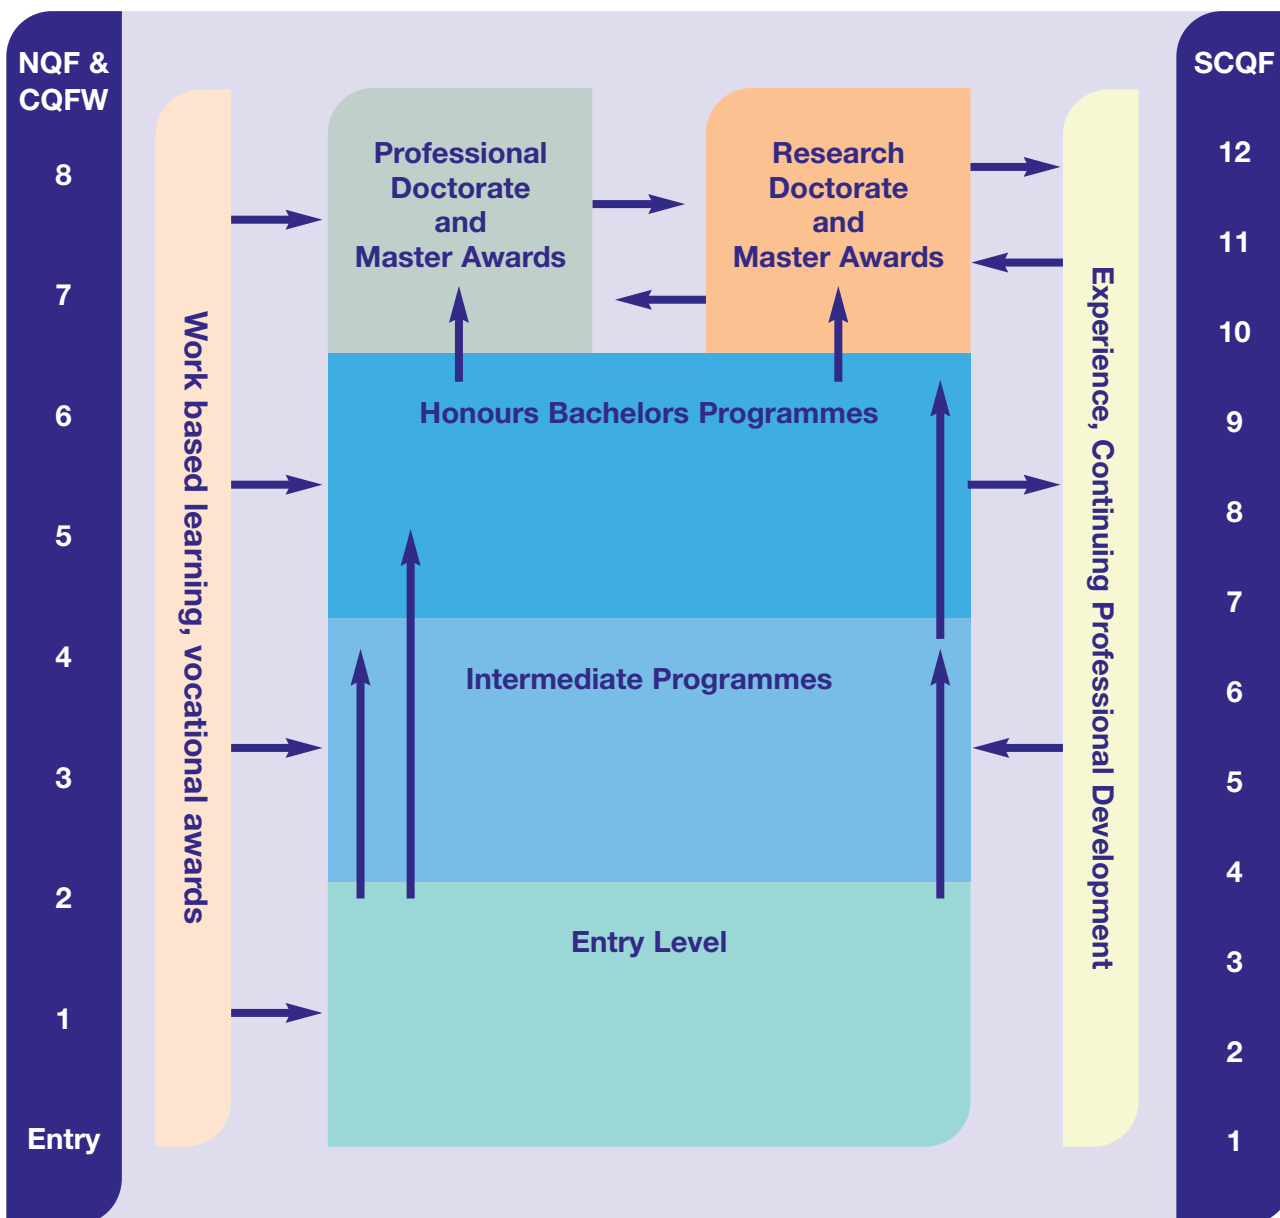 NQF &
CQFW
8
7
6
5
4
3
2
1
Entry
Work based learning, vocational awards
Professional
Doctorate
and
Master Awards
Research
Doctorate
and
Master Awards
Honours Bachelors Programmes
Intermediate Programmes
Entry Level
Experience, Continuing Professional Development
SCQF
12
11
10
9
8
7
6
5
4
3
2
1